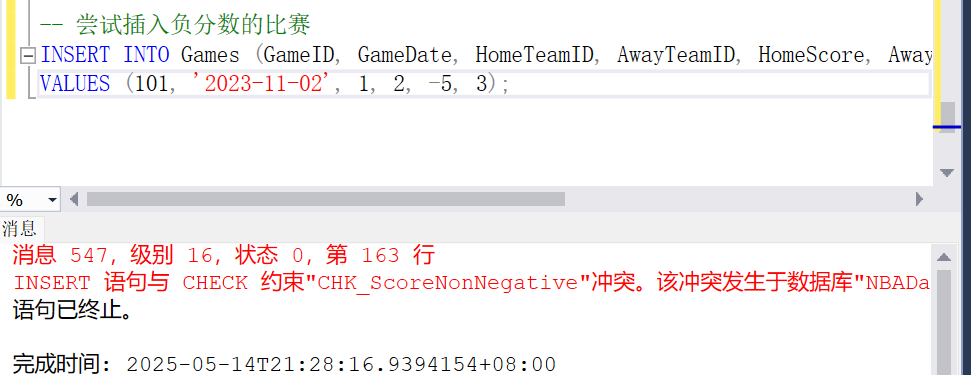 -- 尝试插入负分数的比赛
INSERT INTO Games (GameID, GameDate, HomeTeamID, AwayTeamID, HomeScore, Away
VALUES (101, '2023-11-02', 1, 2, -5, 3);
%
消息
消息 547，级别 16，状态 0，第 163 行
INSERT 语句与 CHECK 约束"CHK_ScoreNonNegative"冲突。该冲突发生于数据库"NBADa
语句已终止。
完成时间: 2025-05-14T21:28:16.9394154+08:00